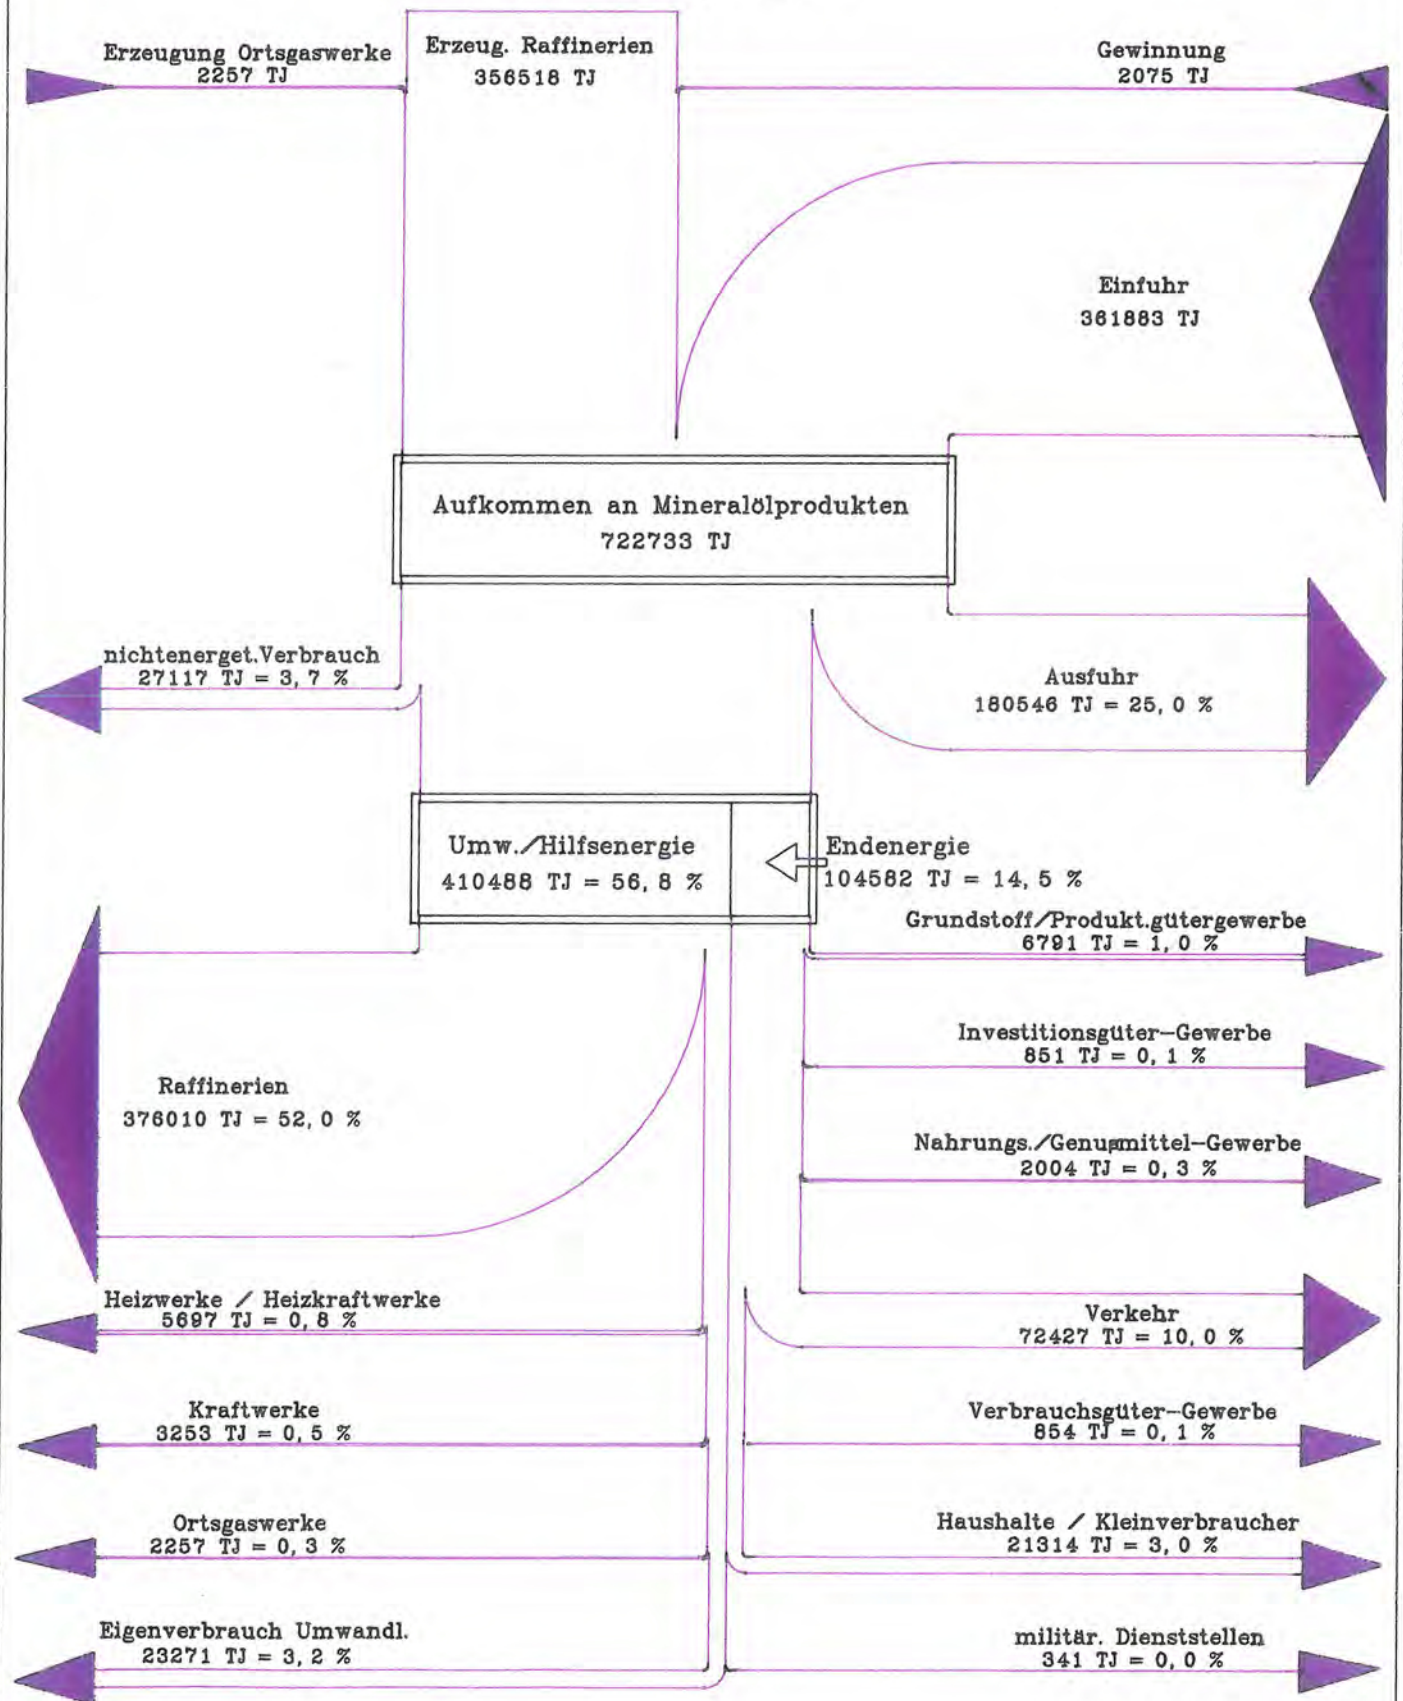 Erzeugung Ortsgaswerke
2257 TJ
Erzeug. Raffinerien
356518 TJ
Gewinnung
2075 TJ
Einfuhr
361883 TJ
Aufkommen an Mineralölprodukten
722733 TJ
nichtenerget.Verbrauch
27117 TJ = 3,7 %
Ausfuhr
180546 TJ = 25,0 %
Umw./Hilfsenergie
410488 TJ = 56,8 %
Endenergie
104582 TJ = 14,5 %
Grundstoff/Produkt.gütergewerbe
6791 TJ = 1,0 %
Investitionsgüter-Gewerbe
851 TJ = 0,1 %
Raffinerien
376010 TJ = 52,0 %
Nahrungs./Genußmittel-Gewerbe
2004 TJ = 0,3 %
Heizwerke / Heizkraftwerke
5697 TJ = 0,8 %
Verkehr
72427 TJ = 10,0 %
Kraftwerke
3253 TJ = 0,5 %
Verbrauchsgüter-Gewerbe
854 TJ = 0,1 %
Ortsgaswerke
2257 TJ = 0,3 %
Haushalte / Kleinverbraucher
21314 TJ = 3,0 %
Eigenverbrauch Umwandl.
23271 TJ = 3,2 %
militär. Dienststellen
341 TJ = 0,0 %